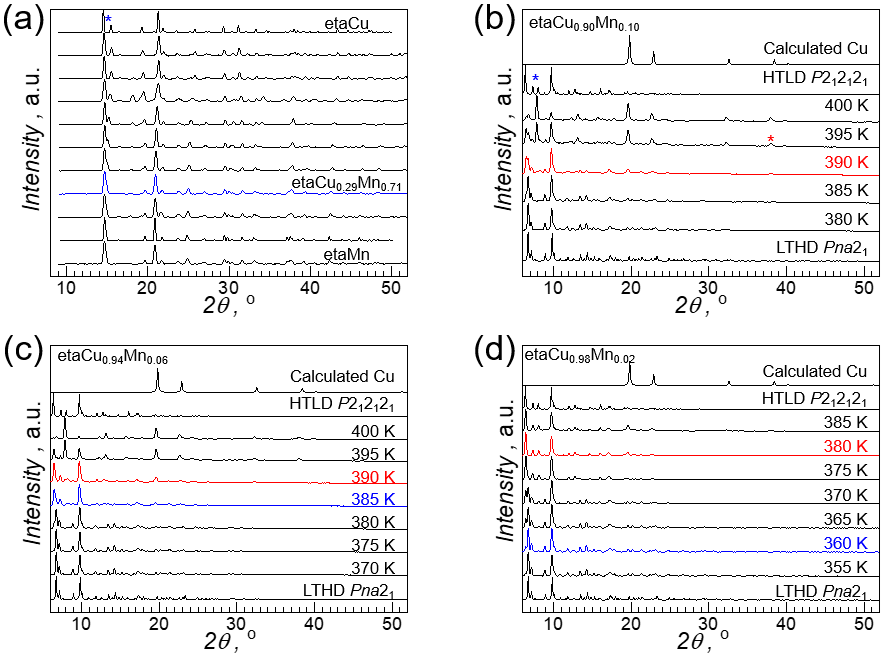 (a)
*
etaCu
etaCu0.29Mn0.71
etaMn
Intensity, a.u.
10 20 30 40 50
2θ, °
(b)
etaCu0.90Mn0.10
Calculated Cu
HTLD P212121
*
400 K
395 K
*
390 K
385 K
380 K
LTHD Pna21
Intensity, a.u.
10 20 30 40 50
2θ, °
(c)
etaCu0.94Mn0.06
Calculated Cu
HTLD P212121
400 K
395 K
390 K
385 K
380 K
375 K
370 K
LTHD Pna21
Intensity, a.u.
10 20 30 40 50
2θ, °
(d)
etaCu0.98Mn0.02
Calculated Cu
HTLD P212121
385 K
380 K
375 K
370 K
365 K
360 K
355 K
LTHD Pna21
Intensity, a.u.
10 20 30 40 50
2θ, °